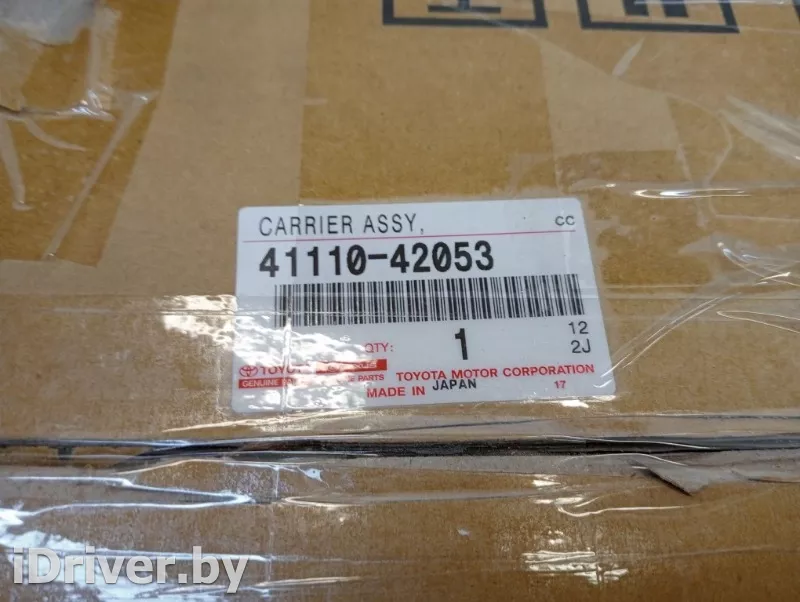 CARRIER ASSY, CC
41110-42053
12
QTY: 1 2J
TOYOTA
GENUINE PARTS TOYOTA MOTOR CORPORATION
MADE IN JAPAN 17
iDriver.by